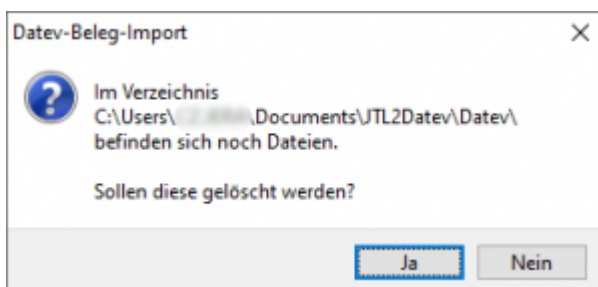 Datev-Beleg-Import
Im Verzeichnis
C:\Users\ \Documents\JTL2Datev\Datev\
befinden sich noch Dateien.
Sollen diese gelöscht werden?
Ja
Nein